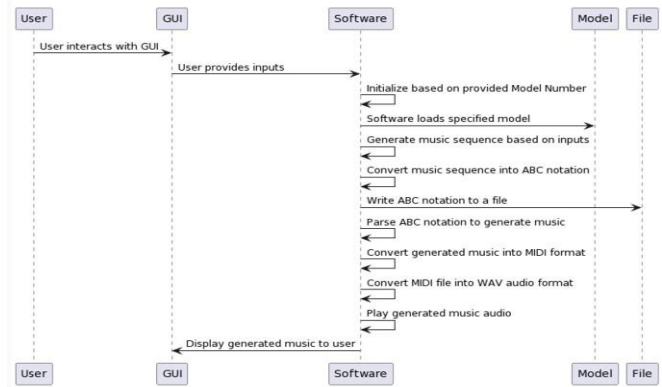 User GUI Software Model File
User interacts with GUI
User provides inputs
Initialize based on provided Model Number
Software loads specified model
Generate music sequence based on inputs
Convert music sequence into ABC notation
Write ABC notation to a file
Parse ABC notation to generate music
Convert generated music into MIDI format
Convert MIDI file into WAV audio format
Play generated music audio
Display generated music to user
User GUI Software Model File